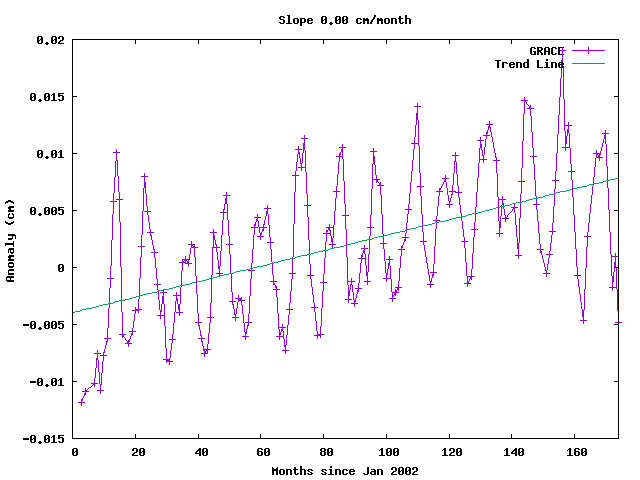 Slope 0.00 cm/month
0.02
0.015
0.01
0.005
0
-0.005
-0.01
-0.015
Anomaly (cm)
GRACE
Trend Line
0 20 40 60 80 100 120 140 160
Months since Jan 2002